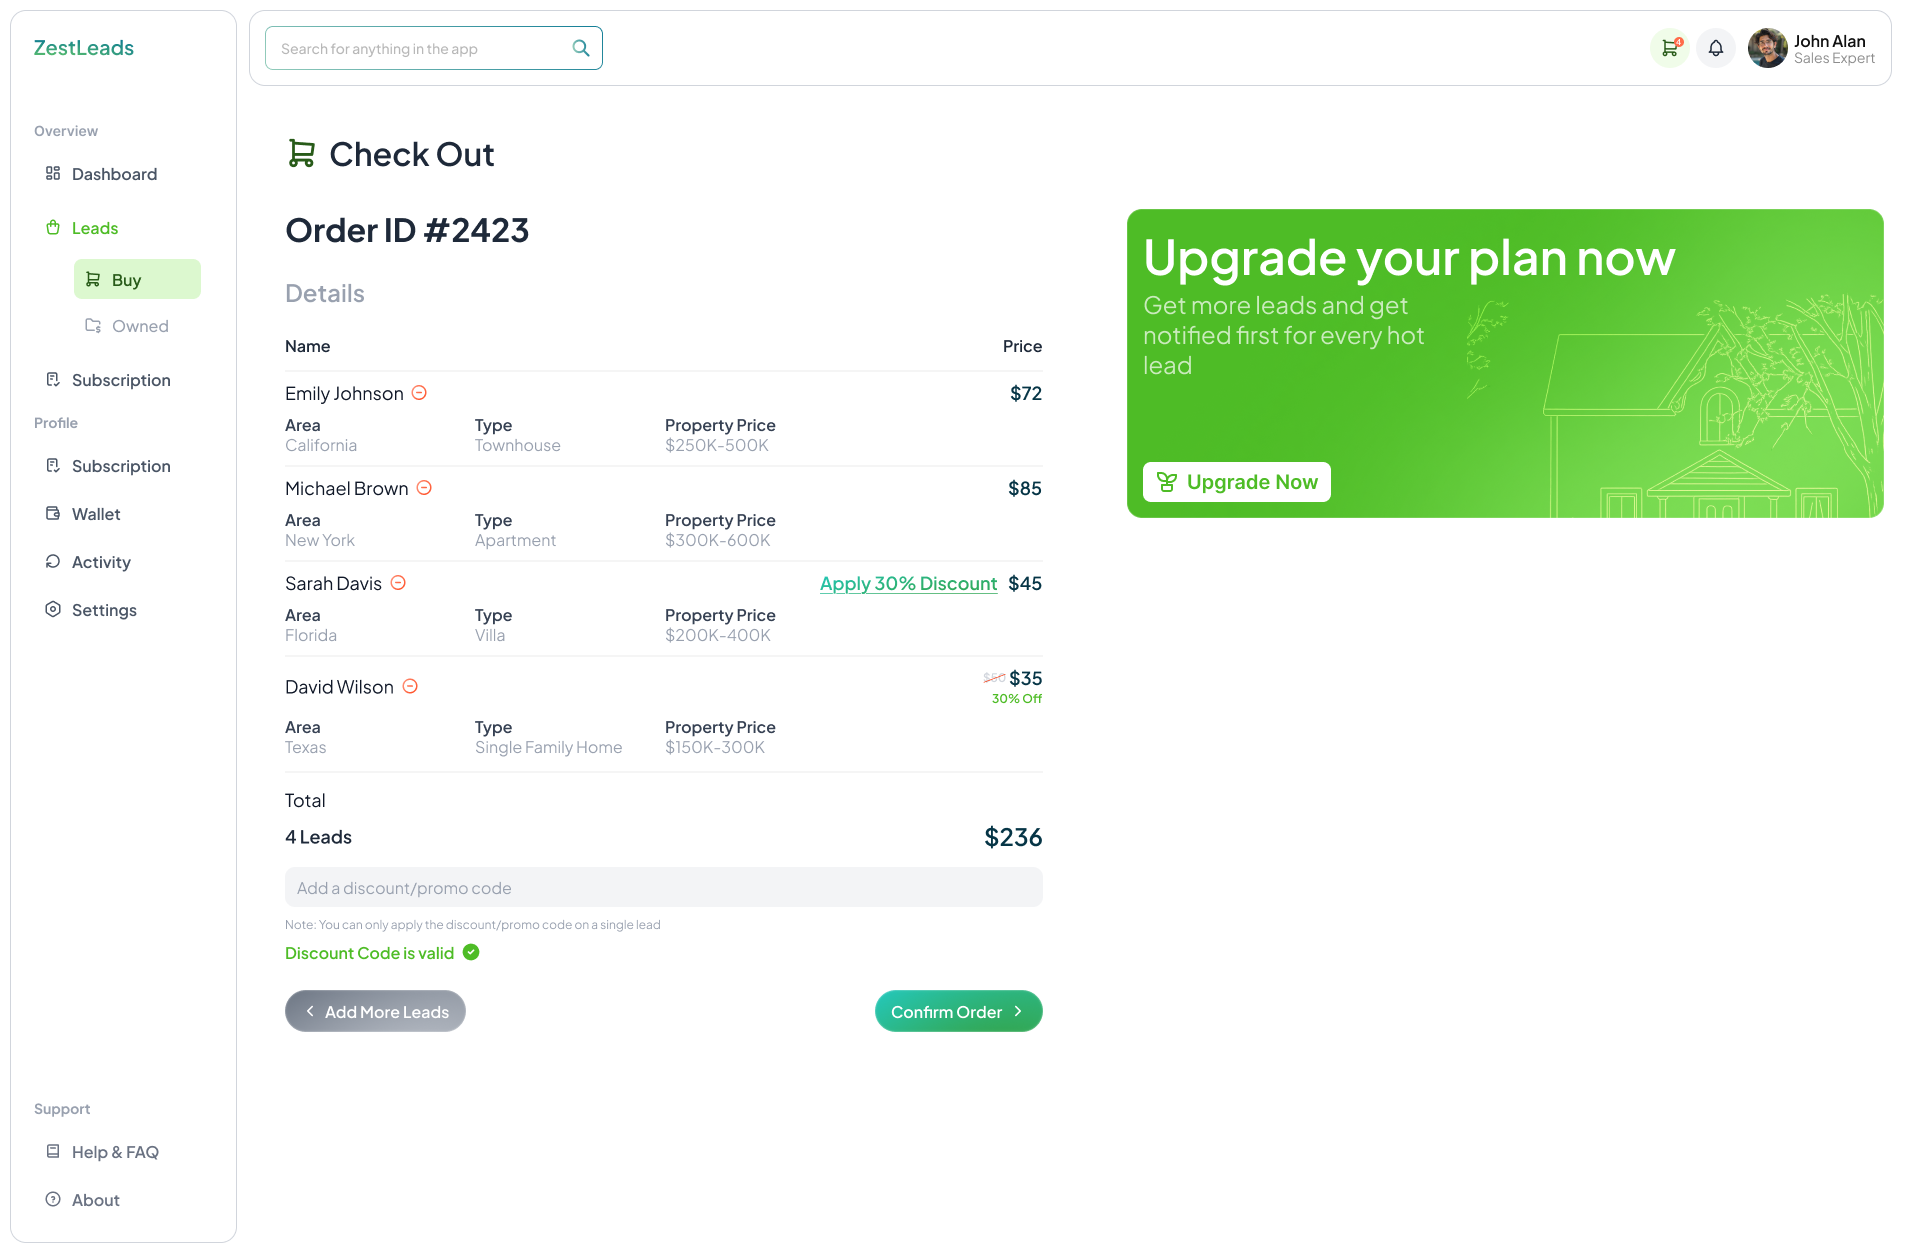 ZestLeads
Search for anything in the app
4
John Alan
Sales Expert
Overview
Dashboard
Leads
Buy
Owned
Subscription
Profile
Subscription
Wallet
Activity
Settings
Support
Help & FAQ
About
Check Out
Order ID #2423
Details
Name Price
Emily Johnson $72
Area Type Property Price
California Townhouse $250K-500K
Michael Brown $85
Area Type Property Price
New York Apartment $300K-600K
Sarah Davis Apply 30% Discount $45
Area Type Property Price
Florida Villa $200K-400K
David Wilson $50 $35
30% Off
Area Type Property Price
Texas Single Family Home $150K-300K
Total
4 Leads $236
Add a discount/promo code
Note: You can only apply the discount/promo code on a single lead
Discount Code is valid
Add More Leads Confirm Order
Upgrade your plan now
Get more leads and get
notified first for every hot
lead
Upgrade Now